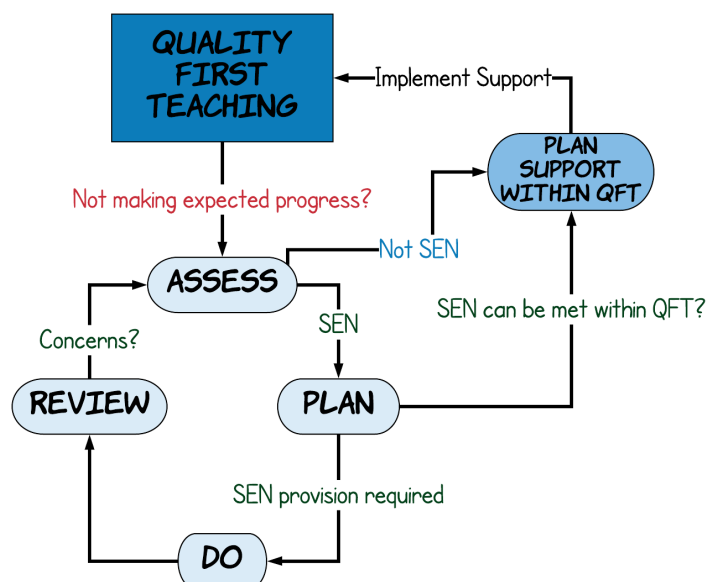 QUALITY
FIRST
TEACHING
Implement Support
PLAN
SUPPORT
WITHIN QFT
Not making expected progress?
Not SEN
ASSESS
SEN
SEN can be met within QFT?
Concerns?
REVIEW
PLAN
SEN provision required
DO